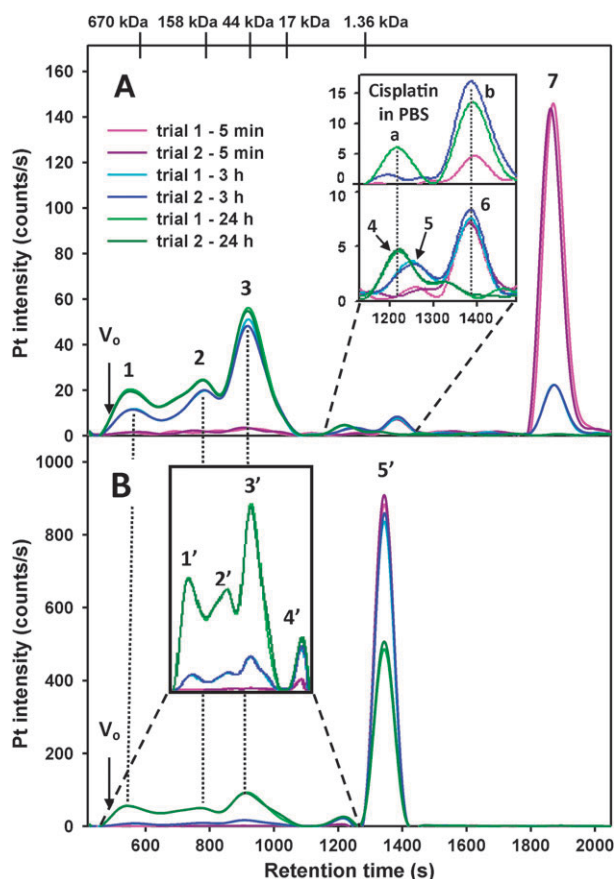 670 kDa 158 kDa 44 kDa 17 kDa 1.36 kDa
A
trial 1 - 5 min
trial 2 - 5 min
trial 1 - 3 h
trial 2 - 3 h
trial 1 - 24 h
trial 2 - 24 h
Pt intensity (counts/s)
160
140
120
100
80
60
40
20
0
Vo
1
2
3
7
Cisplatin
in PBS
a
b
15
10
5
0
4
5
6
10
5
0
1200 1300 1400
B
Pt intensity (counts/s)
1000
800
600
400
200
0
Vo
1’
2’
3’
4’
5’
600 800 1000 1200 1400 1600 1800 2000
Retention time (s)